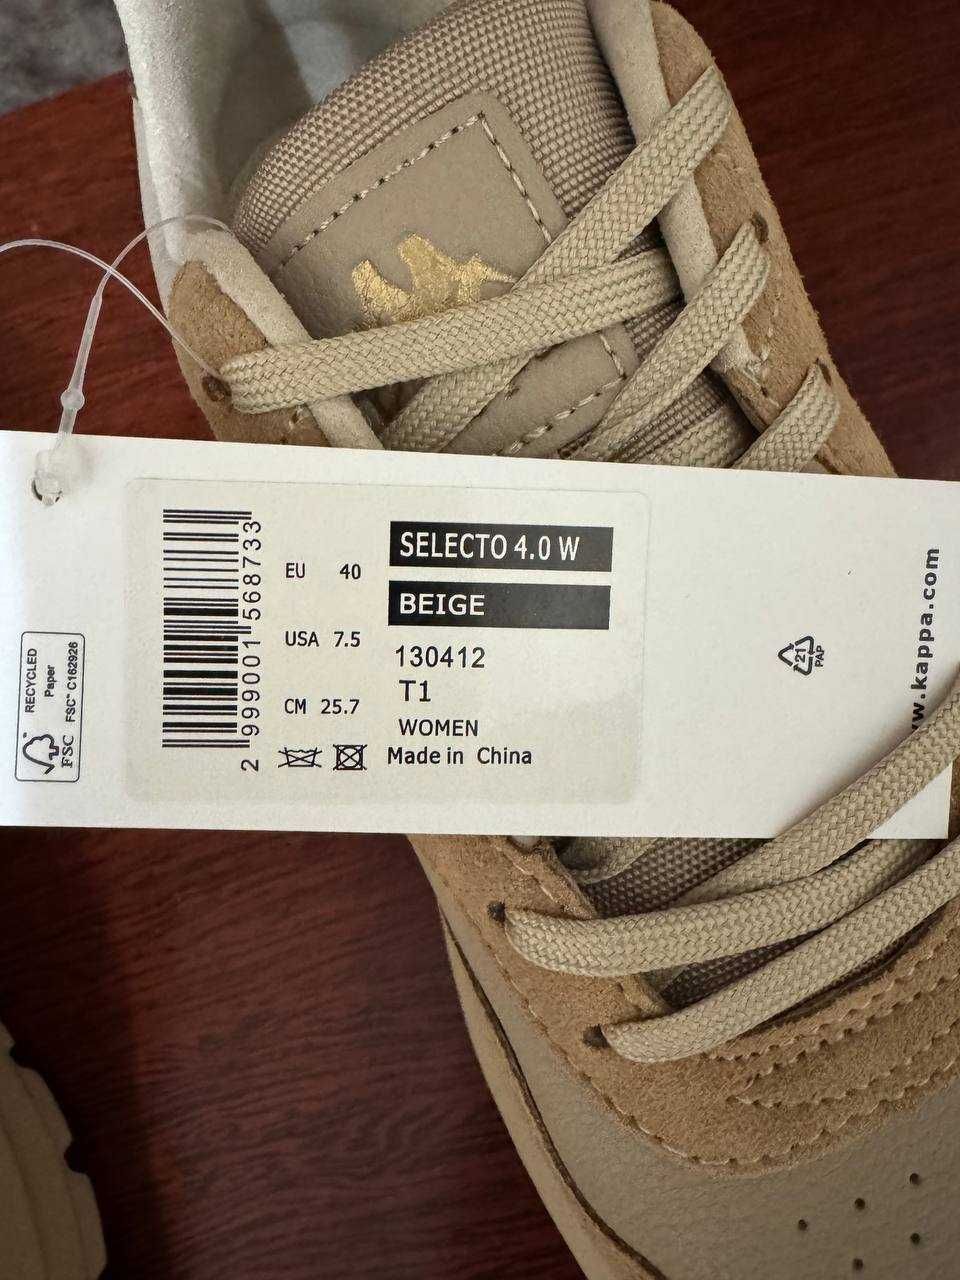 SELECTO 4.0 W
BEIGE
130412
T1
WOMEN
Made in China
EU 40
USA 7.5
CM 25.7
2 999001 568733
RECYCLED
Paper
FSC™ C162926
FSC
21
PAP
w.kappa.com